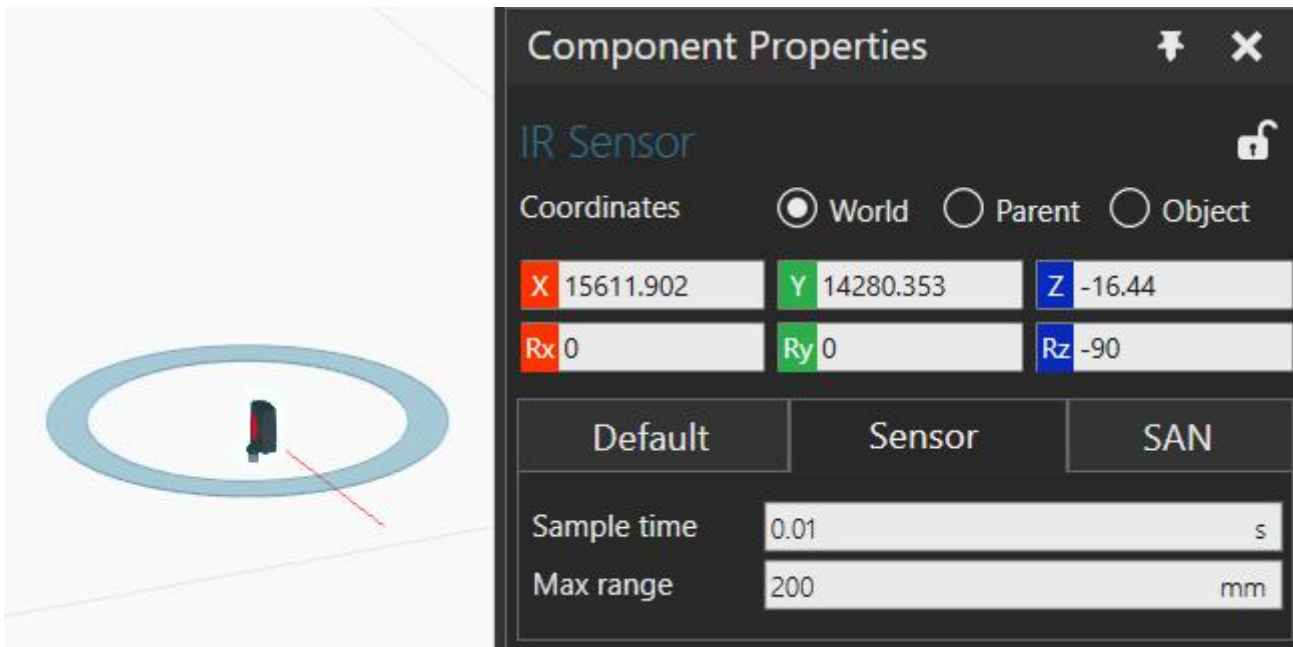 Component Properties
IR Sensor
Coordinates World Parent Object
X 15611.902 Y 14280.353 Z -16.44
Rx 0 Ry 0 Rz -90
Default Sensor SAN
Sample time 0.01 s
Max range 200 mm